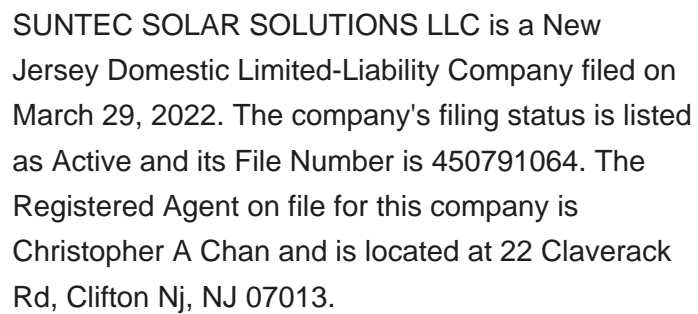 SUNTEC SOLAR SOLUTIONS LLC is a New
Jersey Domestic Limited-Liability Company filed on
March 29, 2022. The company's filing status is listed
as Active and its File Number is 450791064. The
Registered Agent on file for this company is
Christopher A Chan and is located at 22 Claverack
Rd, Clifton Nj, NJ 07013.